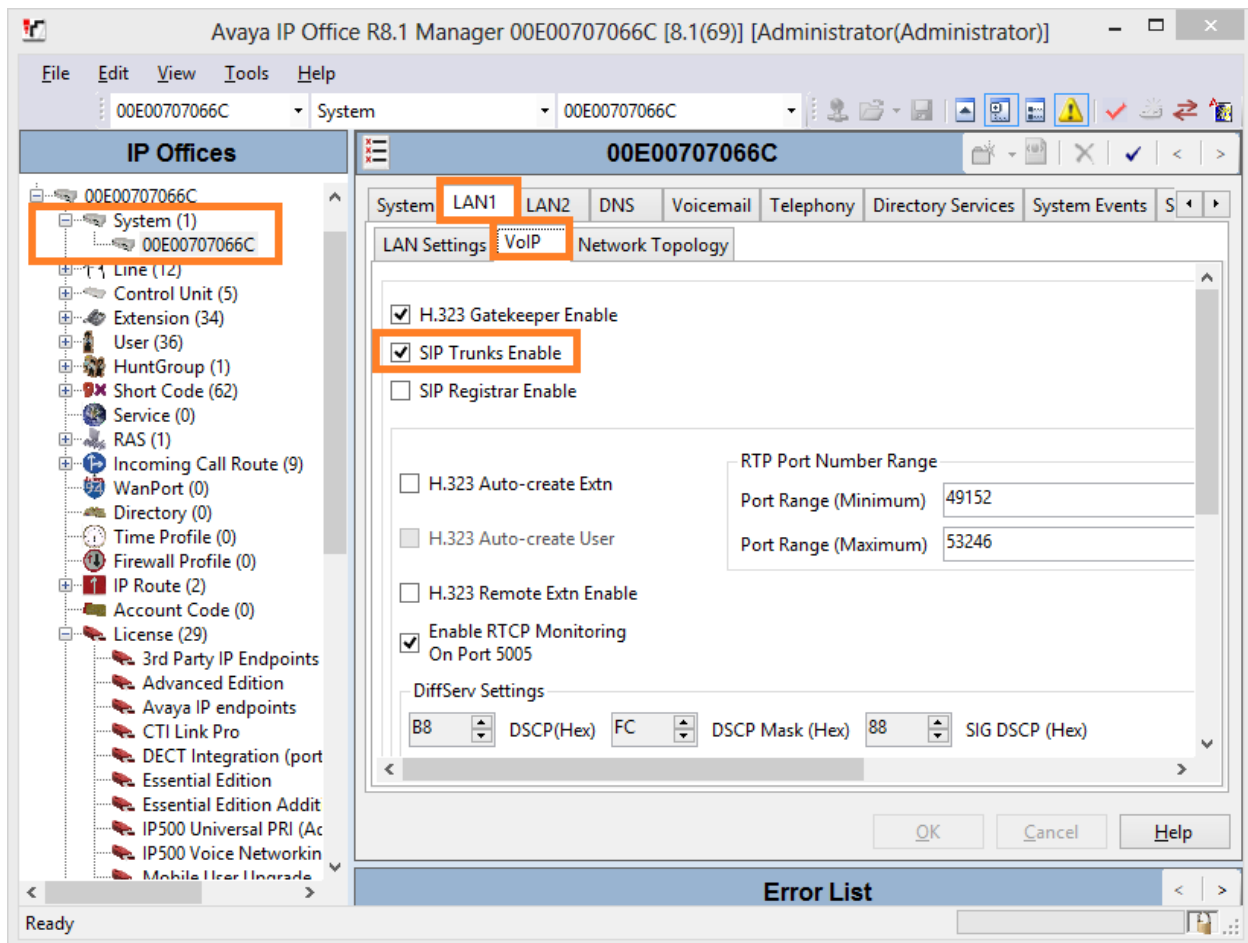 Avaya IP Office R8.1 Manager 00E00707066C [8.1(69)] [Administrator(Administrator)]
File Edit View Tools Help
00E00707066C System 00E00707066C
IP Offices
00E00707066C
System (1)
00E00707066C
Line (12)
Control Unit (5)
Extension (34)
User (36)
HuntGroup (1)
Short Code (62)
Service (0)
RAS (1)
Incoming Call Route (9)
WanPort (0)
Directory (0)
Time Profile (0)
Firewall Profile (0)
IP Route (2)
Account Code (0)
License (29)
3rd Party IP Endpoints
Advanced Edition
Avaya IP endpoints
CTI Link Pro
DECT Integration (port
Essential Edition
Essential Edition Addit
IP500 Universal PRI (Ac
IP500 Voice Networkin
Mobile User Upgrade
00E00707066C
System LAN1 LAN2 DNS Voicemail Telephony Directory Services System Events S
LAN Settings VoIP Network Topology
H.323 Gatekeeper Enable
SIP Trunks Enable
SIP Registrar Enable
H.323 Auto-create Extn
H.323 Auto-create User
H.323 Remote Extn Enable
Enable RTCP Monitoring
On Port 5005
RTP Port Number Range
Port Range (Minimum) 49152
Port Range (Maximum) 53246
DiffServ Settings
B8 DSCP(Hex) FC DSCP Mask (Hex) 88 SIG DSCP (Hex)
OK Cancel Help
Error List
Ready